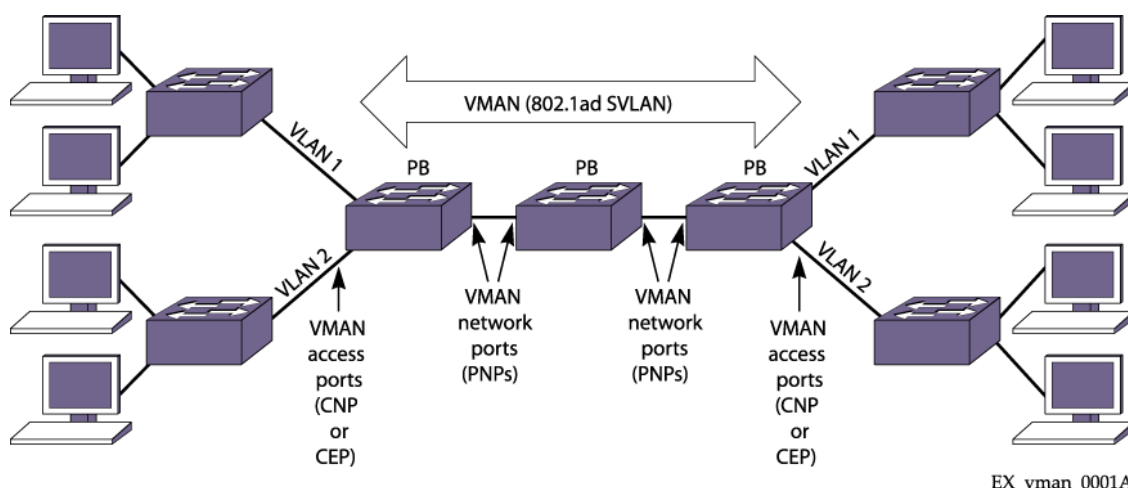 VMAN (802.1ad SVLAN)
VLAN 1
VLAN 1
PB
PB
PB
VLAN 2
VLAN 2
VMAN
access
ports
(CNP
or
CEP)
VMAN
network
ports
(PNPs)
VMAN
network
ports
(PNPs)
VMAN
access
ports
(CNP
or
CEP)
EX_vman_0001A